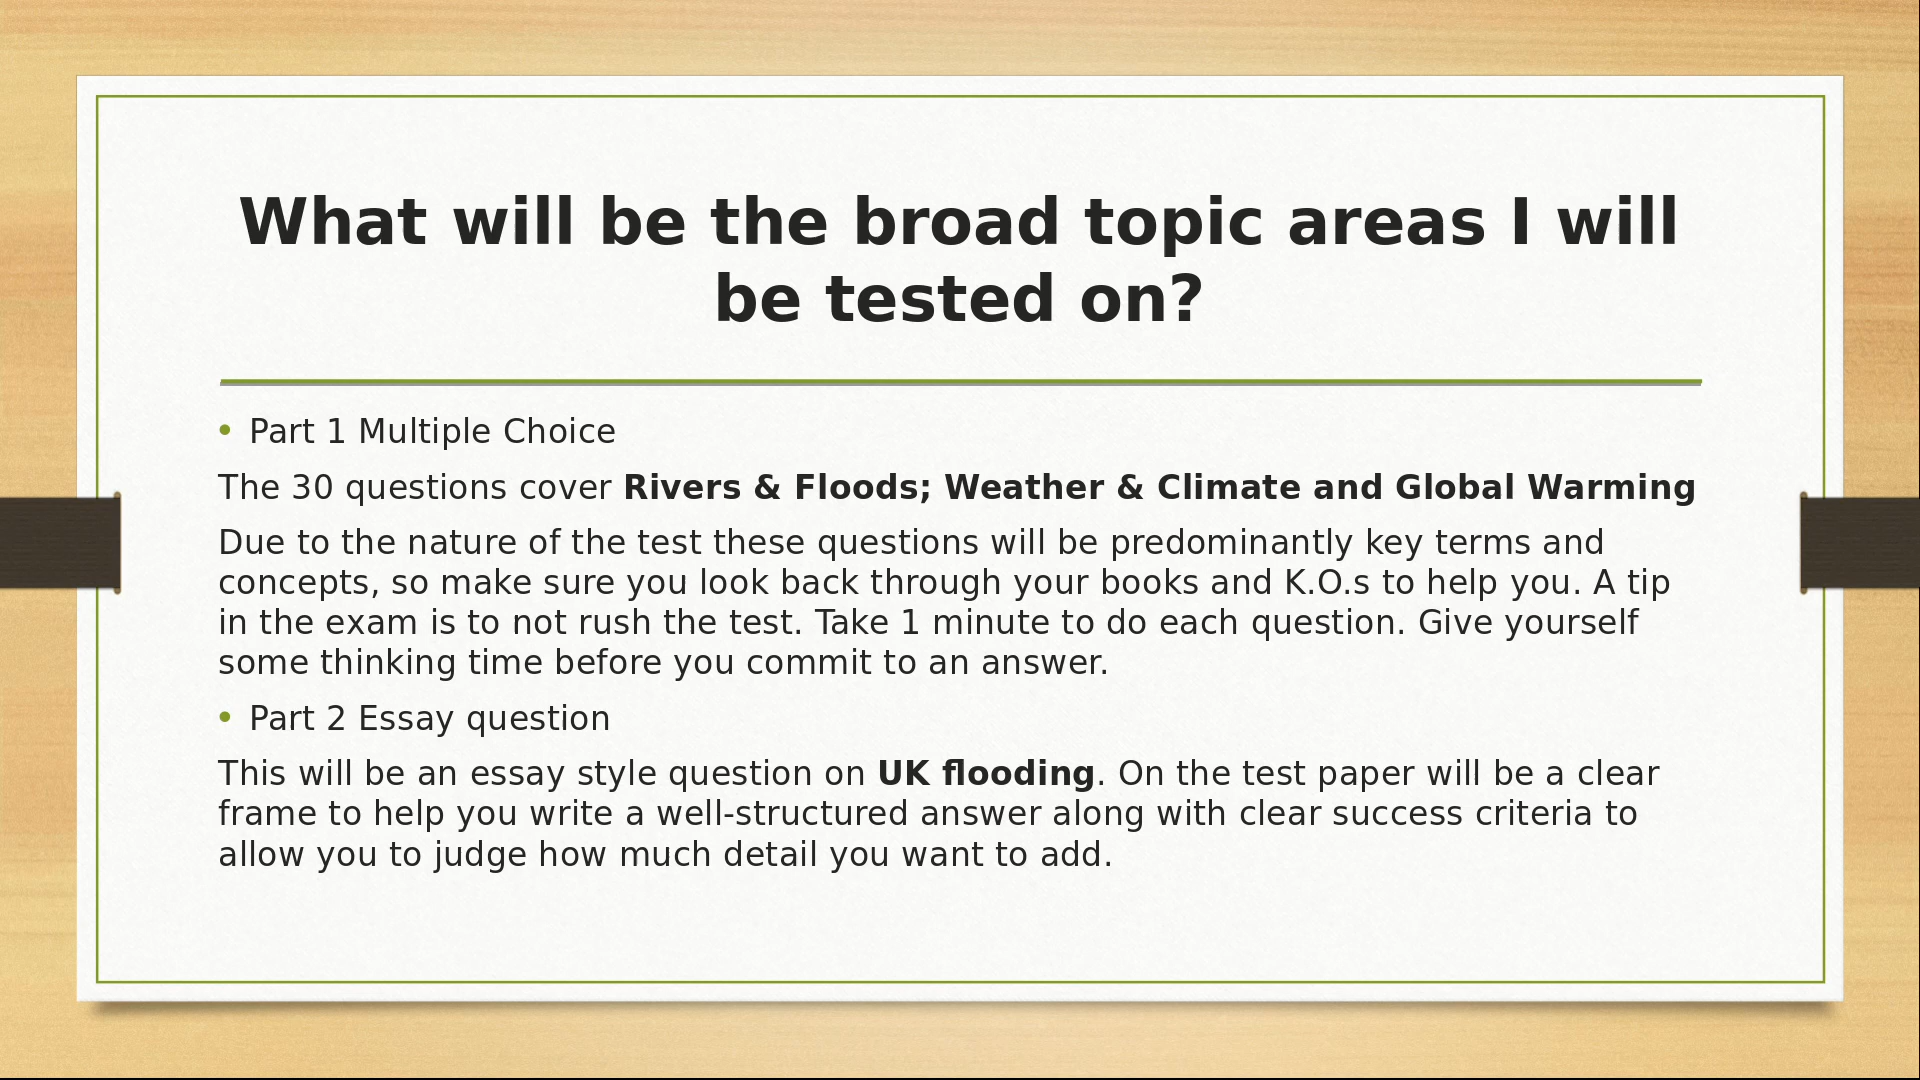 What will be the broad topic areas I will
be tested on?
• Part 1 Multiple Choice
The 30 questions cover Rivers & Floods; Weather & Climate and Global Warming
Due to the nature of the test these questions will be predominantly key terms and
concepts, so make sure you look back through your books and K.O.s to help you. A tip
in the exam is to not rush the test. Take 1 minute to do each question. Give yourself
some thinking time before you commit to an answer.
• Part 2 Essay question
This will be an essay style question on UK flooding. On the test paper will be a clear
frame to help you write a well-structured answer along with clear success criteria to
allow you to judge how much detail you want to add.